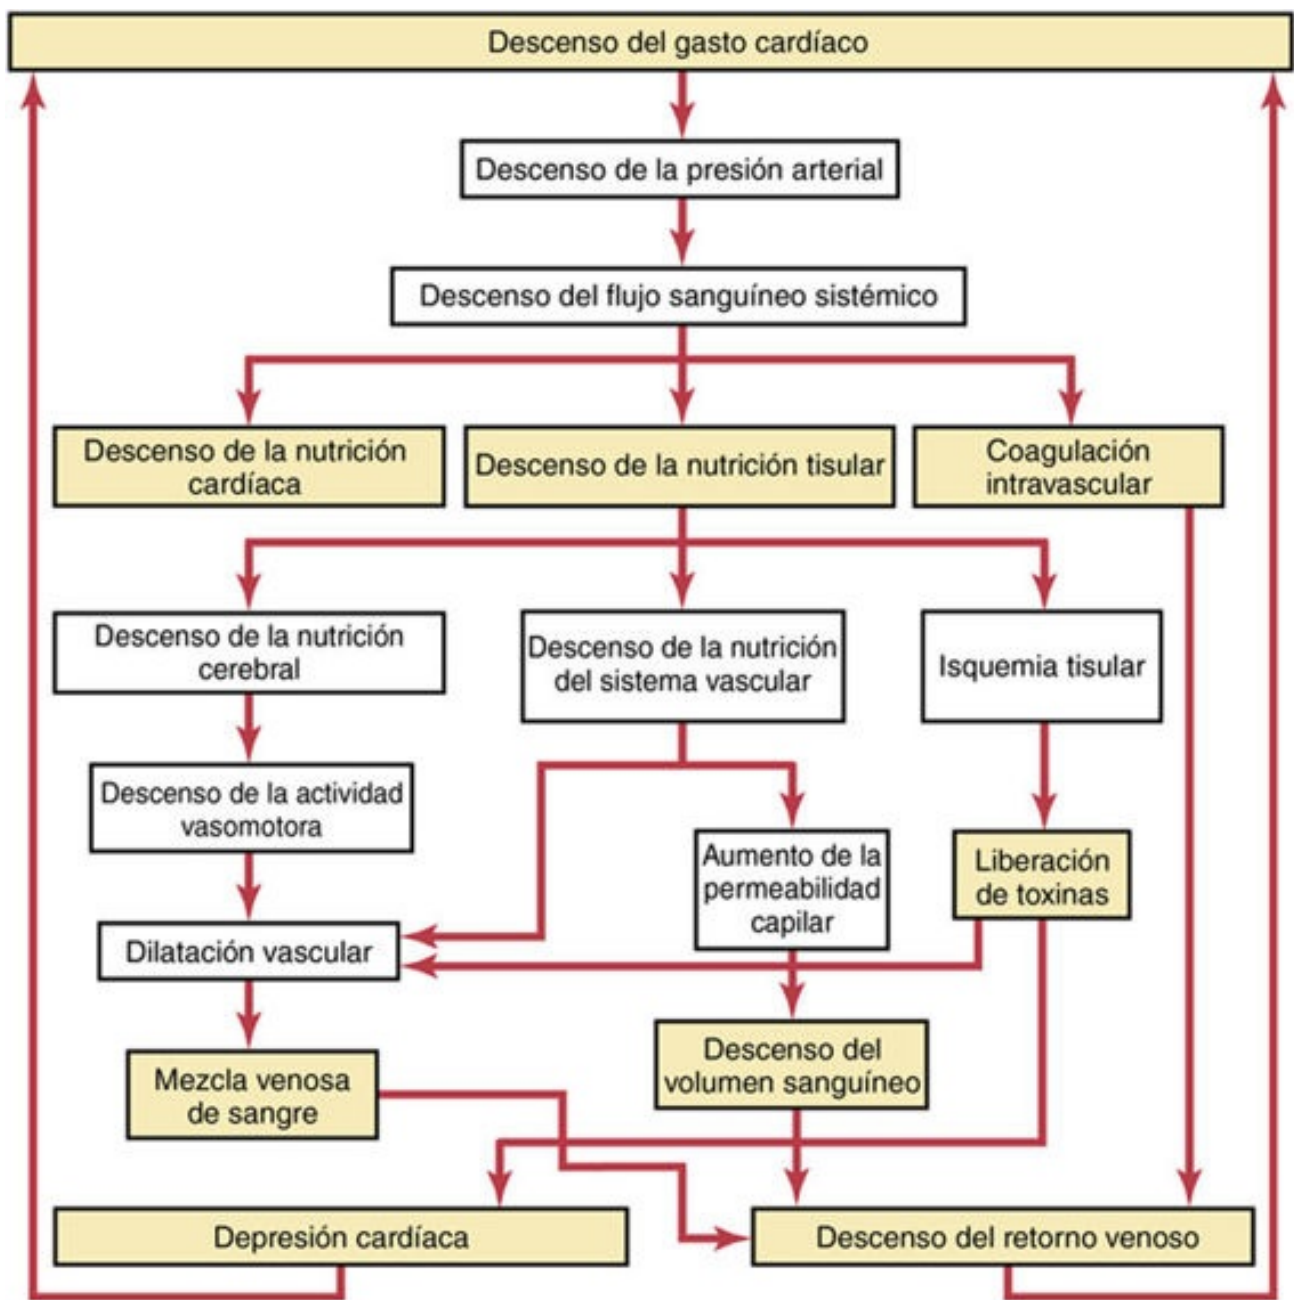 Descenso del gasto cardíaco
Descenso de la presión arterial
Descenso del flujo sanguíneo sistémico
Descenso de la nutrición
cardíaca
Descenso de la nutrición tisular
Coagulación
intravascular
Descenso de la nutrición
cerebral
Descenso de la nutrición
del sistema vascular
Isquemia tisular
Descenso de la actividad
vasomotora
Aumento de la
permeabilidad
capilar
Liberación
de toxinas
Dilatación vascular
Mezcla venosa
de sangre
Descenso del
volumen sanguíneo
Depresión cardíaca
Descenso del retorno venoso